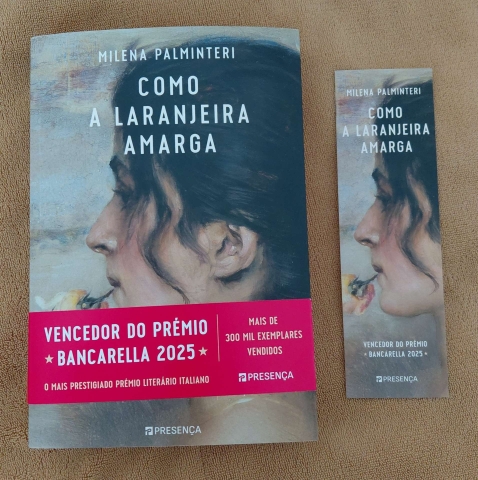 MILENA PALMINTERI
COMO
A LARANJEIRA
AMARGA
VENCEDOR DO PRÉMIO
★ BANCARELLA 2025 ★
O MAIS PRESTIGIADO PRÉMIO LITERÁRIO ITALIANO
MAIS DE
300 MIL EXEMPLARES
VENDIDOS
PRESENÇA
PRESENÇA
MILENA PALMINTERI
COMO
A LARANJEIRA
AMARGA
VENCEDOR DO PRÉMIO
★ BANCARELLA 2025 ★
PRESENÇA